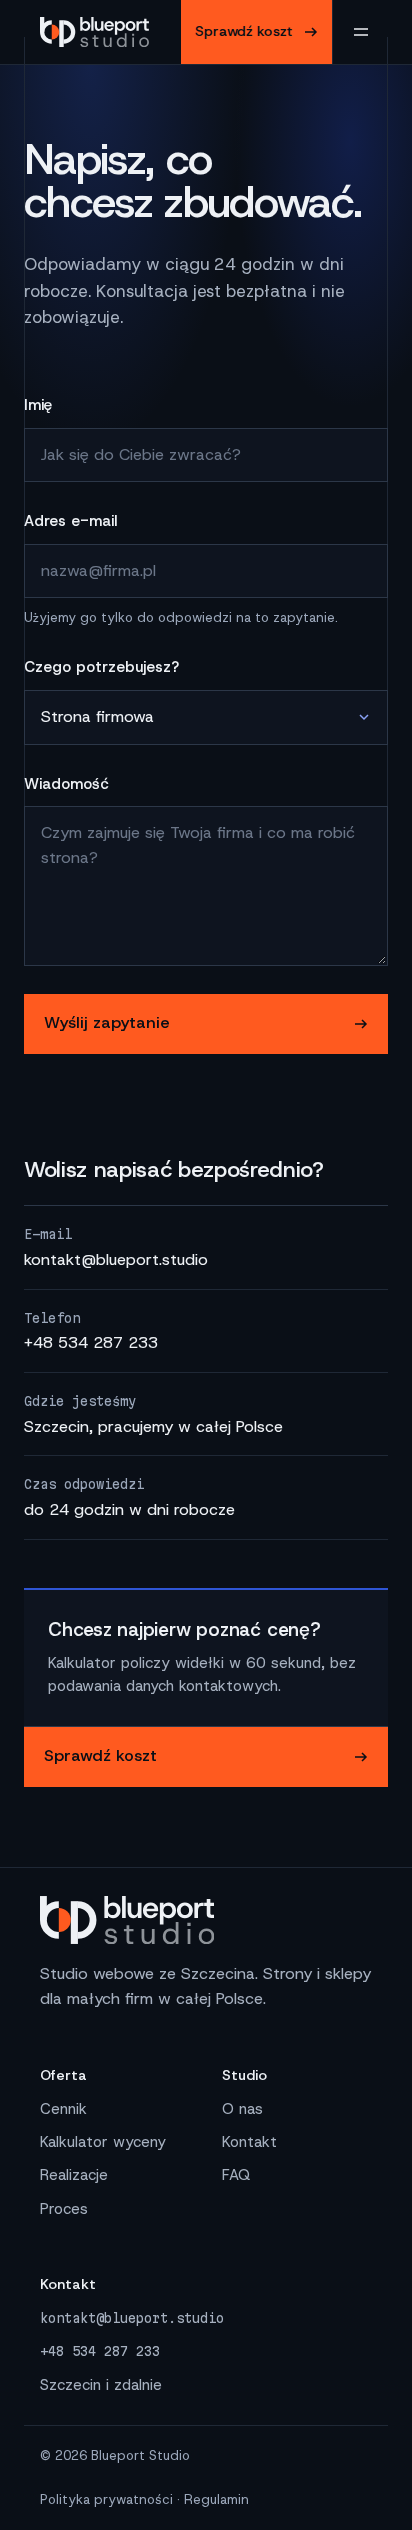 blueport
studio
Sprawdź koszt
Napisz, co
chcesz zbudować.
Odpowiadamy w ciągu 24 godzin w dni
robocze. Konsultacja jest bezpłatna i nie
zobowiązuje.
Imię
Jak się do Ciebie zwracać?
Adres e-mail
nazwa@firma.pl
Użyjemy go tylko do odpowiedzi na to zapytanie.
Czego potrzebujesz?
Strona firmowa
Wiadomość
Czym zajmuje się Twoja firma i co ma robić
strona?
Wyślij zapytanie
Wolisz napisać bezpośrednio?
E-mail
kontakt@blueport.studio
Telefon
+48 534 287 233
Gdzie jesteśmy
Szczecin, pracujemy w całej Polsce
Czas odpowiedzi
do 24 godzin w dni robocze
Chcesz najpierw poznać cenę?
Kalkulator policzy widełki w 60 sekund, bez
podawania danych kontaktowych.
Sprawdź koszt
blueport
studio
Studio webowe ze Szczecina. Strony i sklepy
dla małych firm w całej Polsce.
Oferta
Cennik
Kalkulator wyceny
Realizacje
Proces
Studio
O nas
Kontakt
FAQ
Kontakt
kontakt@blueport.studio
+48 534 287 233
Szczecin i zdalnie
© 2026 Blueport Studio
Polityka prywatności · Regulamin